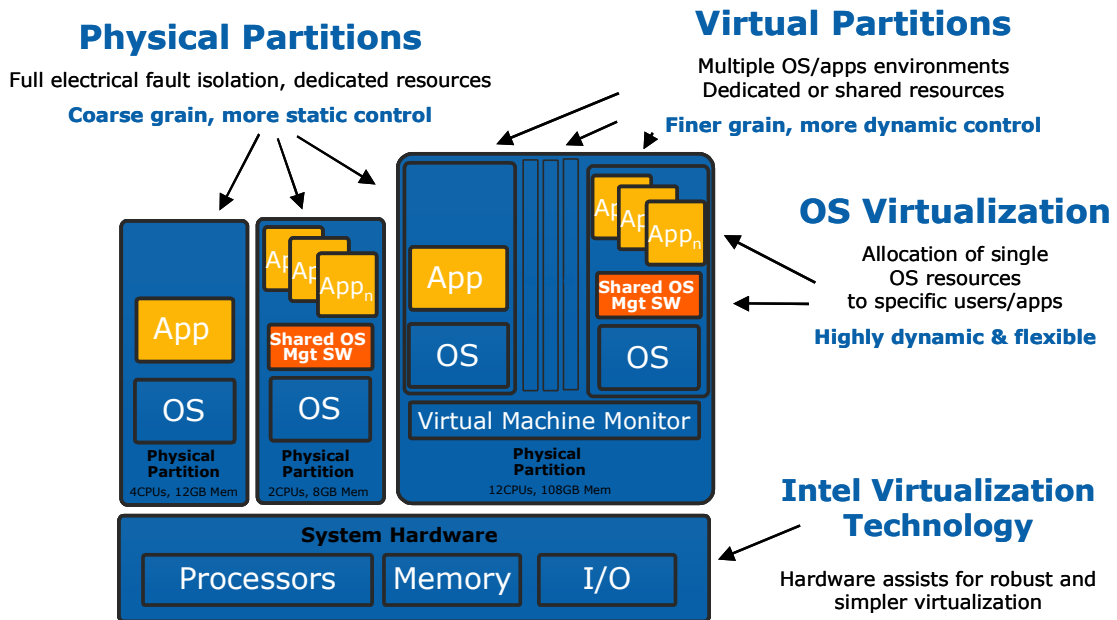 Physical Partitions
Full electrical fault isolation, dedicated resources
Coarse grain, more static control
Virtual Partitions
Multiple OS/apps environments
Dedicated or shared resources
Finer grain, more dynamic control
OS Virtualization
Allocation of single
OS resources
to specific users/apps
Highly dynamic & flexible
App
OS
Physical
Partition
4CPUs, 12GB Mem
Ap
Ap
Appn
Shared OS
Mgt SW
OS
Physical
Partition
2CPUs, 8GB Mem
App
OS
Ap
Ap
Appn
Shared OS
Mgt SW
OS
Virtual Machine Monitor
Physical
Partition
12CPUs, 108GB Mem
System Hardware
Processors
Memory
I/O
Intel Virtualization
Technology
Hardware assists for robust and
simpler virtualization